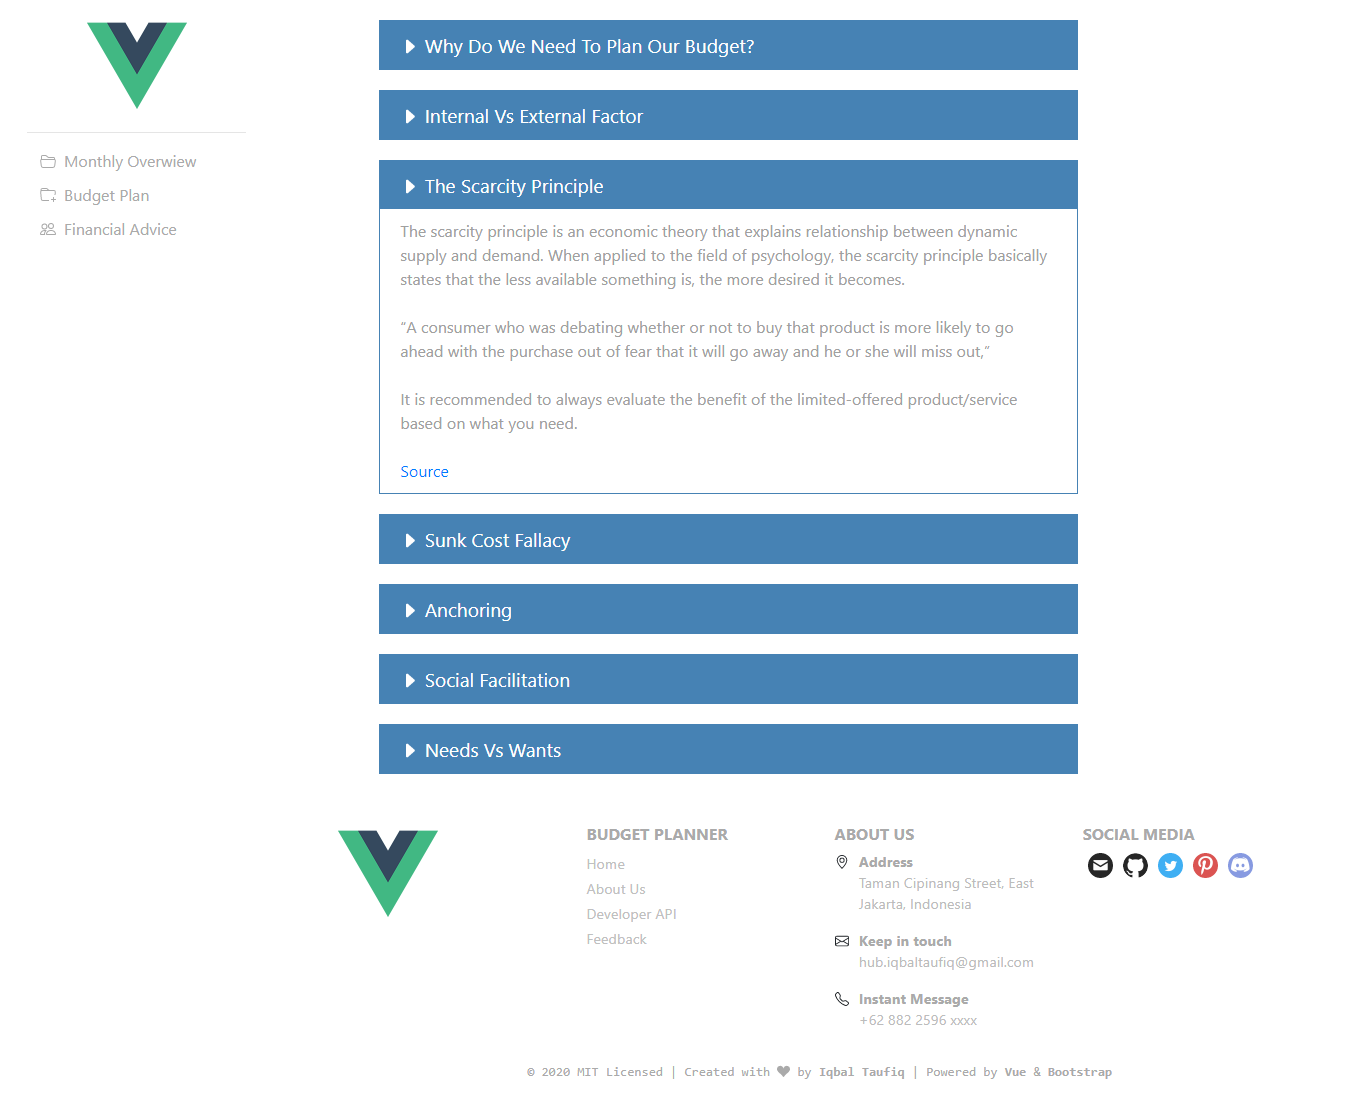 Monthly Overwiew
Budget Plan
Financial Advice
Why Do We Need To Plan Our Budget?
Internal Vs External Factor
The Scarcity Principle
The scarcity principle is an economic theory that explains relationship between dynamic
supply and demand. When applied to the field of psychology, the scarcity principle basically
states that the less available something is, the more desired it becomes.
“A consumer who was debating whether or not to buy that product is more likely to go
ahead with the purchase out of fear that it will go away and he or she will miss out,”
It is recommended to always evaluate the benefit of the limited-offered product/service
based on what you need.
Source
Sunk Cost Fallacy
Anchoring
Social Facilitation
Needs Vs Wants
BUDGET PLANNER
Home
About Us
Developer API
Feedback
ABOUT US
Address
Taman Cipinang Street, East
Jakarta, Indonesia
Keep in touch
hub.iqbaltaufiq@gmail.com
Instant Message
+62 882 2596 xxxx
SOCIAL MEDIA
© 2020 MIT Licensed | Created with ❤ by Iqbal Taufiq | Powered by Vue & Bootstrap